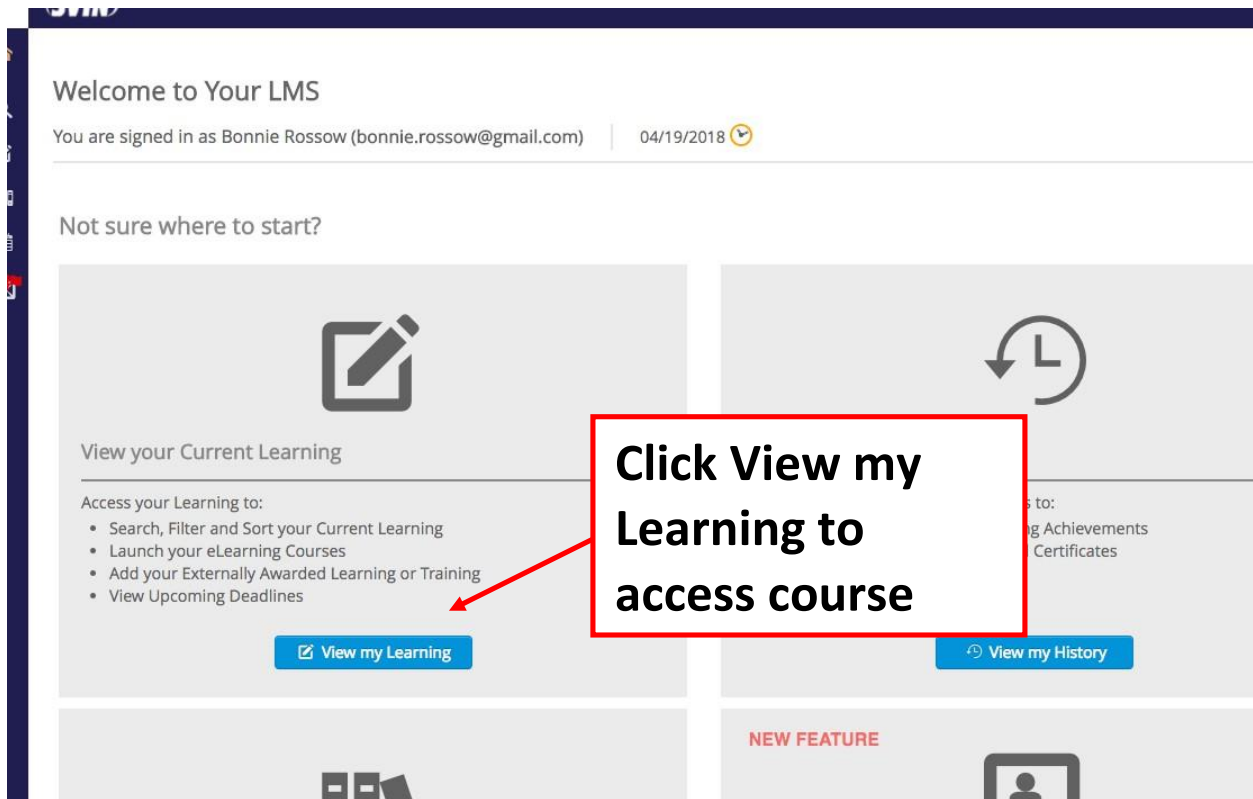 Welcome to Your LMS
You are signed in as Bonnie Rossow (bonnie.rossow@gmail.com)
04/19/2018
Not sure where to start?
View your Current Learning
Access your Learning to:
• Search, Filter and Sort your Current Learning
• Launch your eLearning Courses
• Add your Externally Awarded Learning or Training
• View Upcoming Deadlines
View my Learning
Click View my
Learning to
access course
to:
Achievements
Certificates
View my History
NEW FEATURE